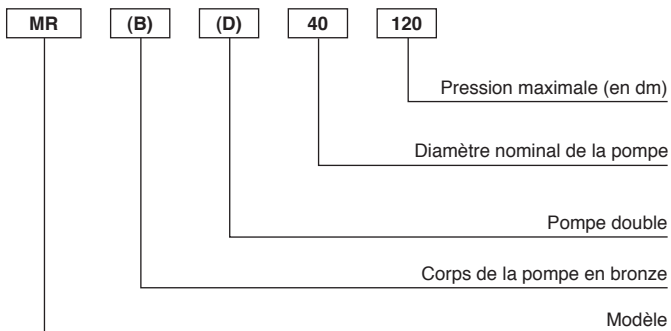 MR (B) (D) 40 120
Pression maximale (en dm)
Diamètre nominal de la pompe
Pompe double
Corps de la pompe en bronze
Modèle